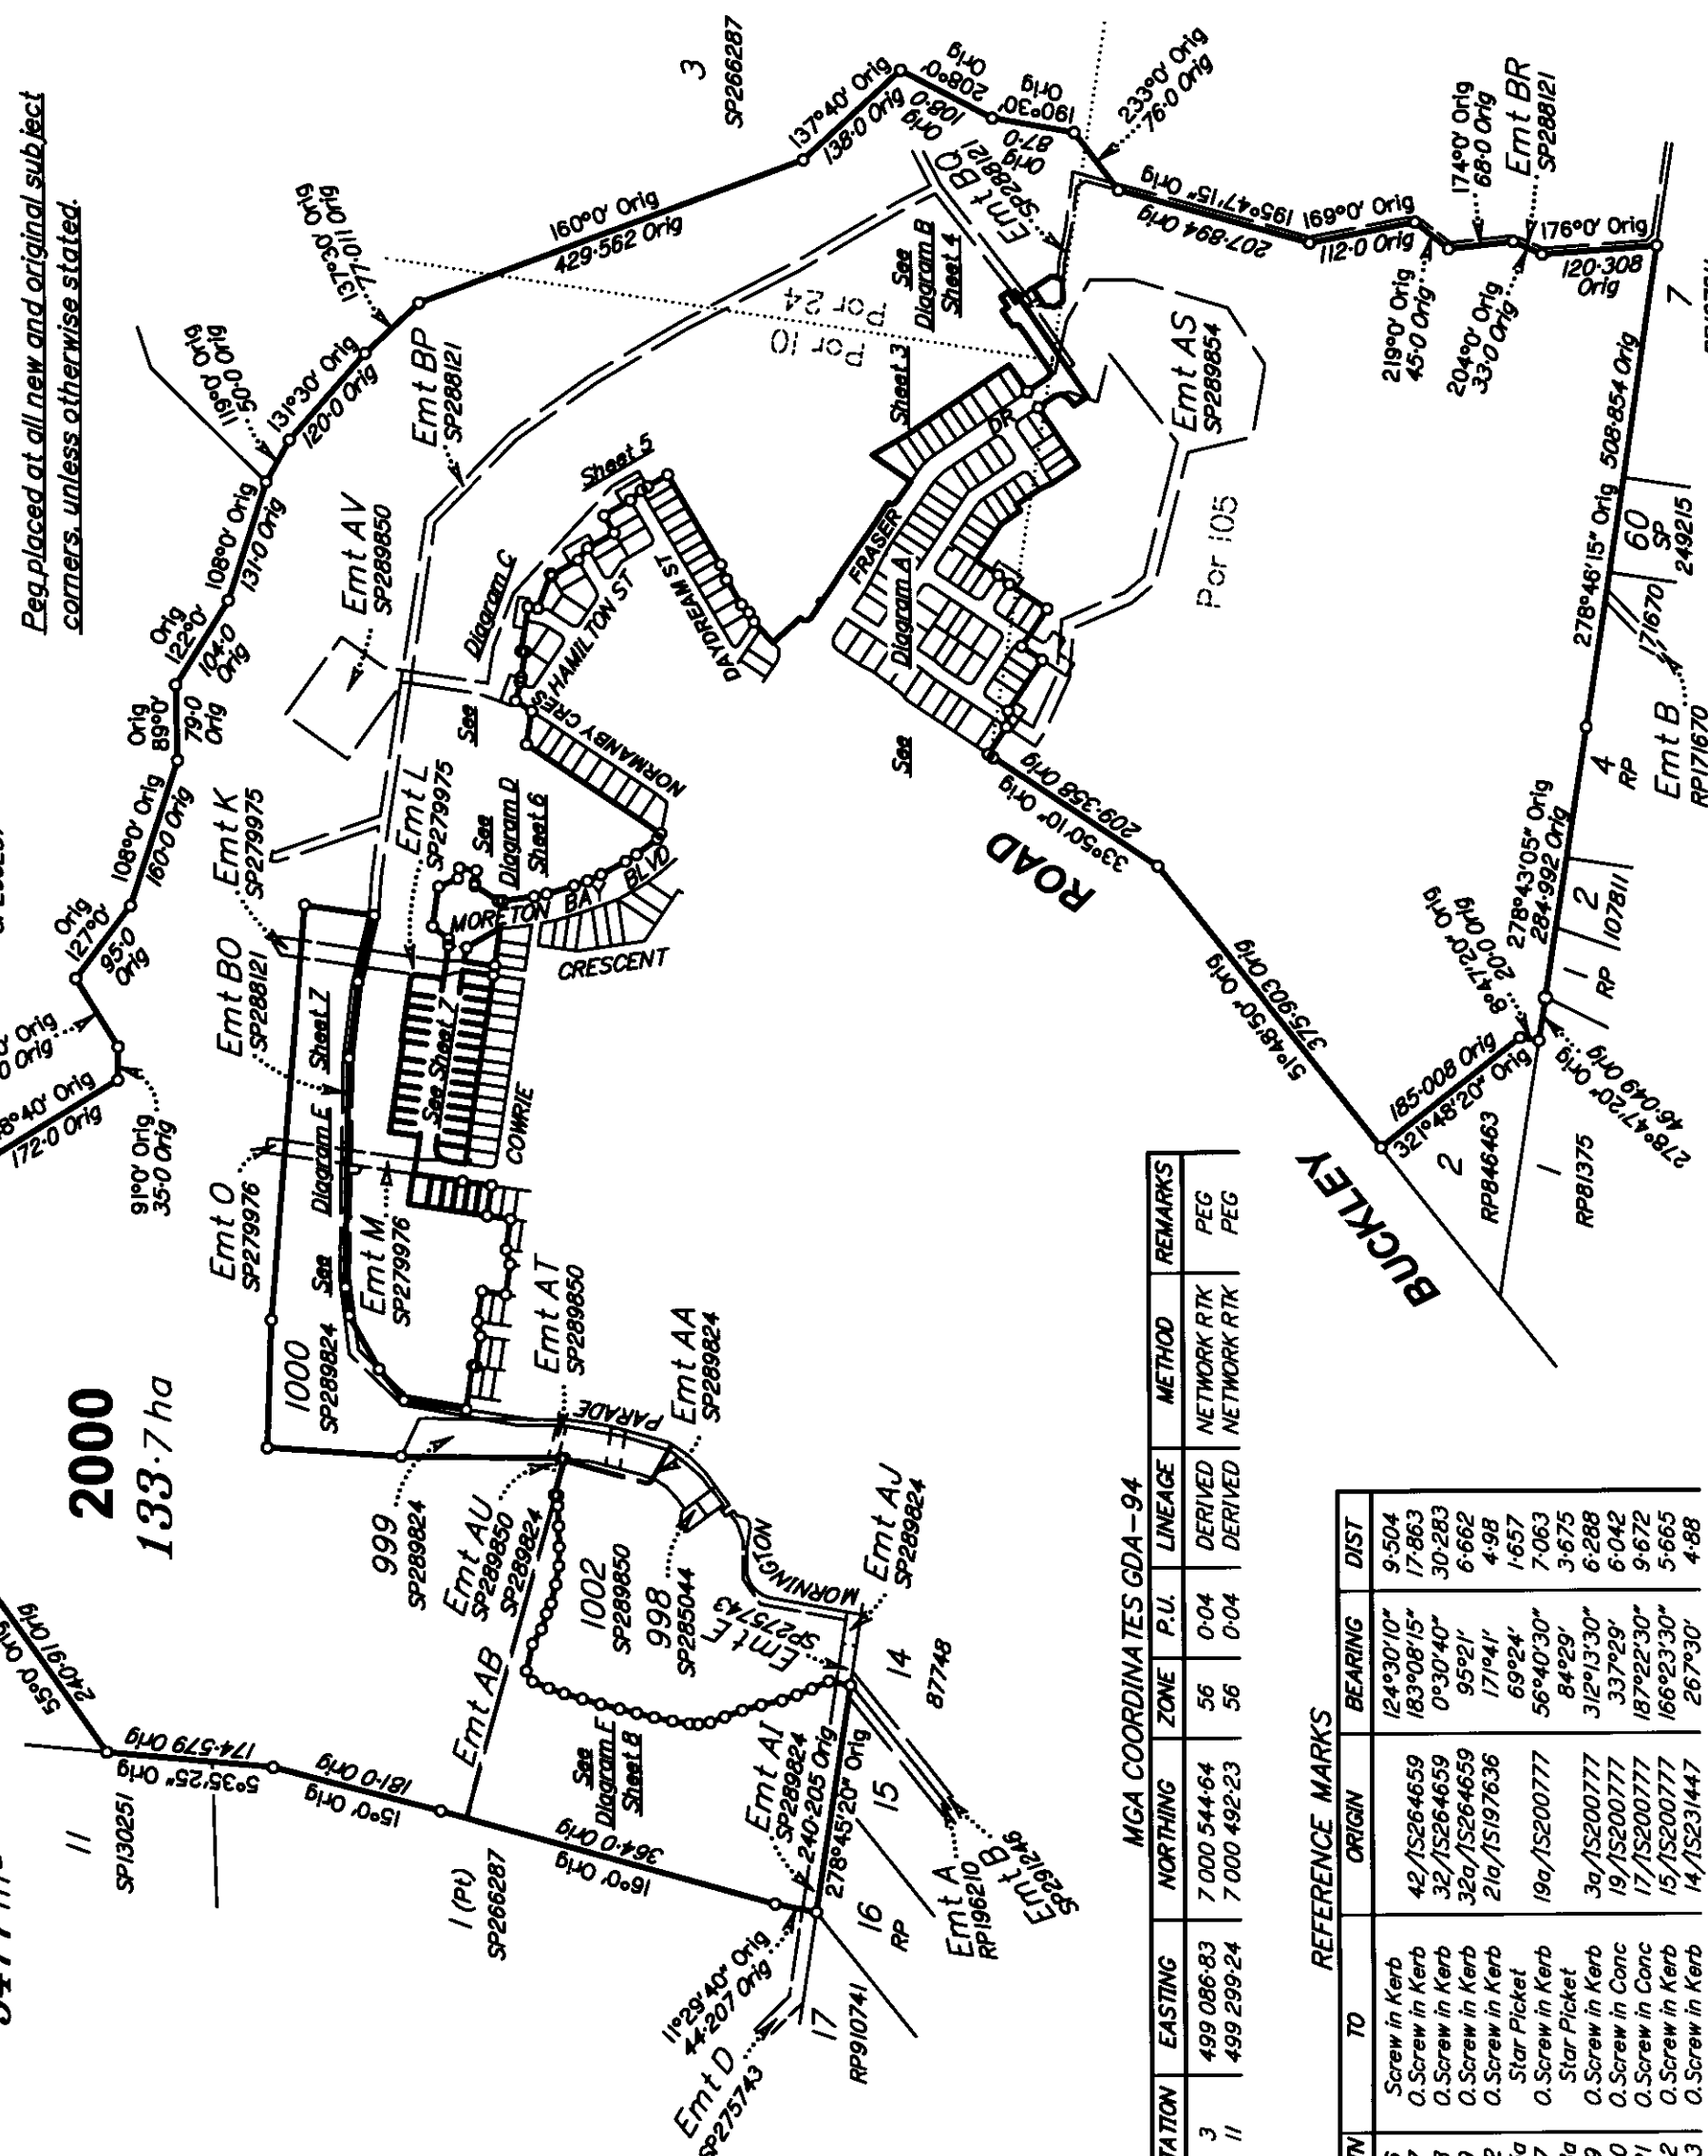 Peg placed at all new and original subject
corners, unless otherwise stated.
3
SP266287
137°40' Orig
138·0 Orig
208°0'
Orig
108·0
Orig
190°30'
Orig
87·0
Orig
233°0' Orig
76·0 Orig
Emt BQ
SP288121
195°47'15" Orig
207·894 Orig
169°0' Orig
112·0 Orig
219°0' Orig
45·0 Orig
174°0' Orig
68·0 Orig
204°0' Orig
33·0 Orig
Emt BR
SP288121
176°0' Orig
120·308
Orig
7
160°0' Orig
429·562 Orig
137°30' Orig
77·011 Orig
131°30' Orig
120·0 Orig
119°0' Orig
50·0 Orig
108°0' Orig
131·0 Orig
Orig
122°0'
104·0
Orig
Orig
89°0'
79·0
Orig
108°0' Orig
160·0 Orig
Orig
127°0'
95·0
Orig
172·0 Orig
91°0' Orig
35·0 Orig
Emt BP
SP288121
Emt AV
SP289850
Emt K
SP279975
Emt L
SP279975
Emt BO
SP288121
Emt O
SP279976
Emt M
SP279976
See
Diagram E
Sheet 7
See Sheet 7
See
Diagram D
Sheet 6
See
Diagram C
Sheet 5
See
Diagram A
Sheet 3
See
Diagram B
Sheet 4
Por 24
Por 10
Por 105
Emt AS
SP289854
HAMILTON ST
DAYDREAM ST
NORMANBY CRES
MORETON BAY BLVD
CRESCENT
COWRIE
FRASER
DR
BUCKLEY
ROAD
33°50'10" Orig
209·358 Orig
51°48'50" Orig
375·903 Orig
321°48'20" Orig
185·008 Orig
8°47'20" Orig
20·0 Orig
278°47'20" Orig
46·049 Orig
278°43'05" Orig
284·992 Orig
278°46'15" Orig
508·854 Orig
60
SP
249215
171670
Emt B
RP171670
4
RP
2
107811
1
RP
2
RP846463
1
RP81375
2000
133·7 ha
1000
SP289824
999
SP289824
Emt AT
SP289850
Emt AA
SP289824
PARADE
MORNINGTON
Emt AU
SP289850
SP289824
1002
SP289850
998
SP285044
Emt E
SP275743
Emt AJ
SP289824
14
87748
Emt AB
See
Diagram F
Sheet 8
Emt AI
SP289824
240·205 Orig
278°45'20" Orig
15
16
RP
Emt A
RP196210
Emt B
SP291246
55°0' Orig
240·91 Orig
11
SP130251
5°35'25" Orig
174·579 Orig
15°0' Orig
181·0 Orig
16°0' Orig
364·0 Orig
1 (Pt)
SP266287
11°29'40" Orig
44·207 Orig
Emt D
SP275743
17
RP910741
MGA COORDINATES GDA-94
EASTING NORTHING ZONE P.U. LINEAGE METHOD REMARKS
3 499 086·83 7 000 544·64 56 0·04 DERIVED NETWORK RTK PEG
11 499 299·24 7 000 492·23 56 0·04 DERIVED NETWORK RTK PEG
REFERENCE MARKS
TO ORIGIN BEARING DIST
Screw in Kerb 124°30'10" 9·504
O.Screw in Kerb 42/IS264659 183°08'15" 17·863
O.Screw in Kerb 32/IS264659 0°30'40" 30·283
O.Screw in Kerb 32a/IS264659 95°21' 6·662
O.Screw in Kerb 21a/IS197636 171°41' 4·98
Star Picket 69°24' 1·657
O.Screw in Kerb 19a/IS200777 56°40'30" 7·063
Star Picket 84°29' 3·675
O.Screw in Kerb 3a/IS200777 312°13'30" 6·288
O.Screw in Conc 19/IS200777 337°29' 6·042
O.Screw in Conc 17/IS200777 187°22'30" 9·672
O.Screw in Kerb 15/IS200777 166°23'30" 5·665
O.Screw in Kerb 14/IS231447 267°30' 4·88